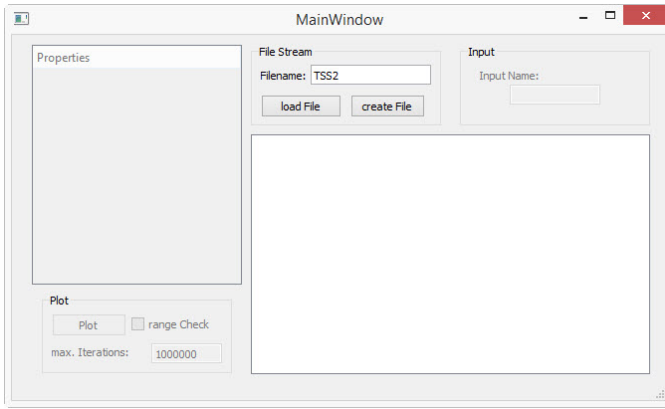 MainWindow
Properties
File Stream
Filename: TSS2
load File create File
Input
Input Name:
Plot
Plot range Check
max. Iterations: 1000000